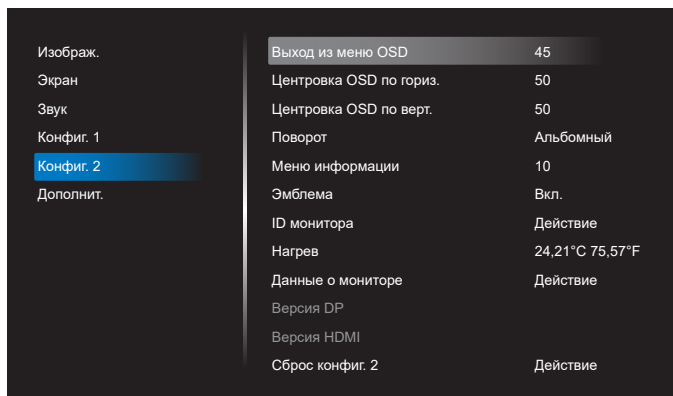 Изображ.
Экран
Звук
Конфиг. 1
Конфиг. 2
Дополнит.
Выход из меню OSD 45
Центровка OSD по гориз. 50
Центровка OSD по верт. 50
Поворот Альбомный
Меню информации 10
Эмблема Вкл.
ID монитора Действие
Нагрев 24,21°C 75,57°F
Данные о мониторе Действие
Версия DP
Версия HDMI
Сброс конфиг. 2 Действие